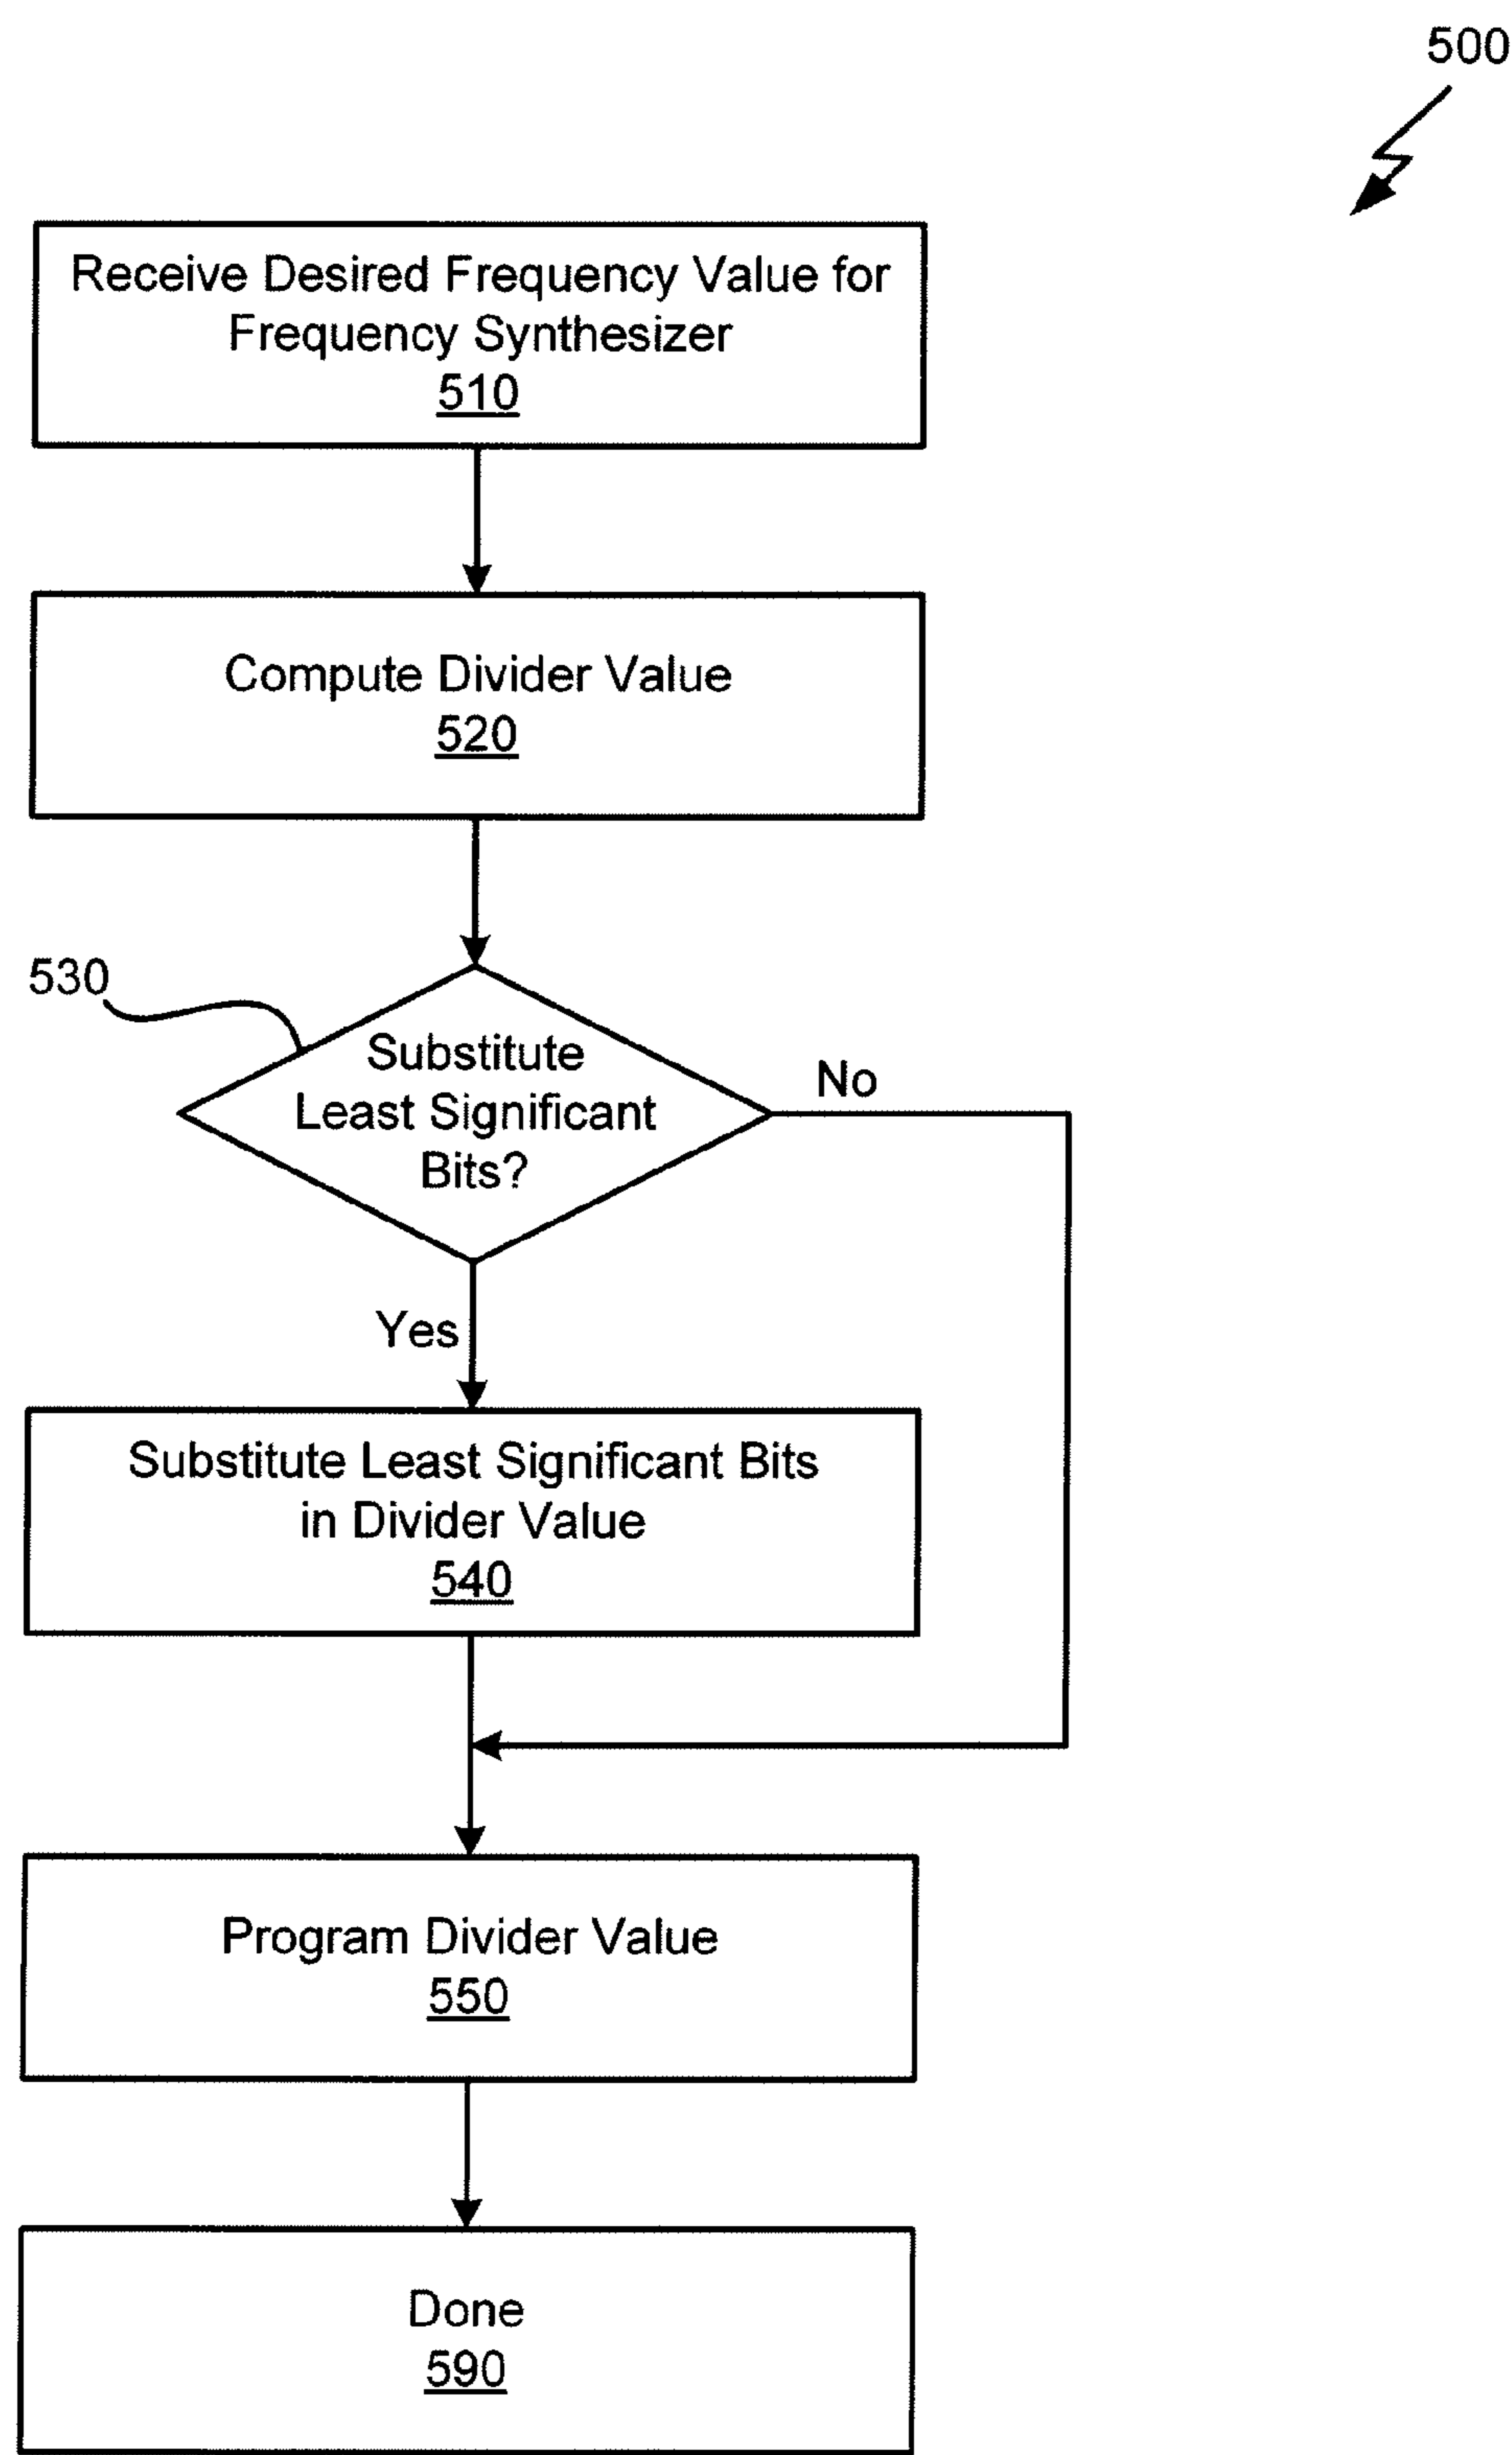 500
Receive Desired Frequency Value for
Frequency Synthesizer
510
Compute Divider Value
520
530
Substitute
Least Significant
Bits?
No
Yes
Substitute Least Significant Bits
in Divider Value
540
Program Divider Value
550
Done
590